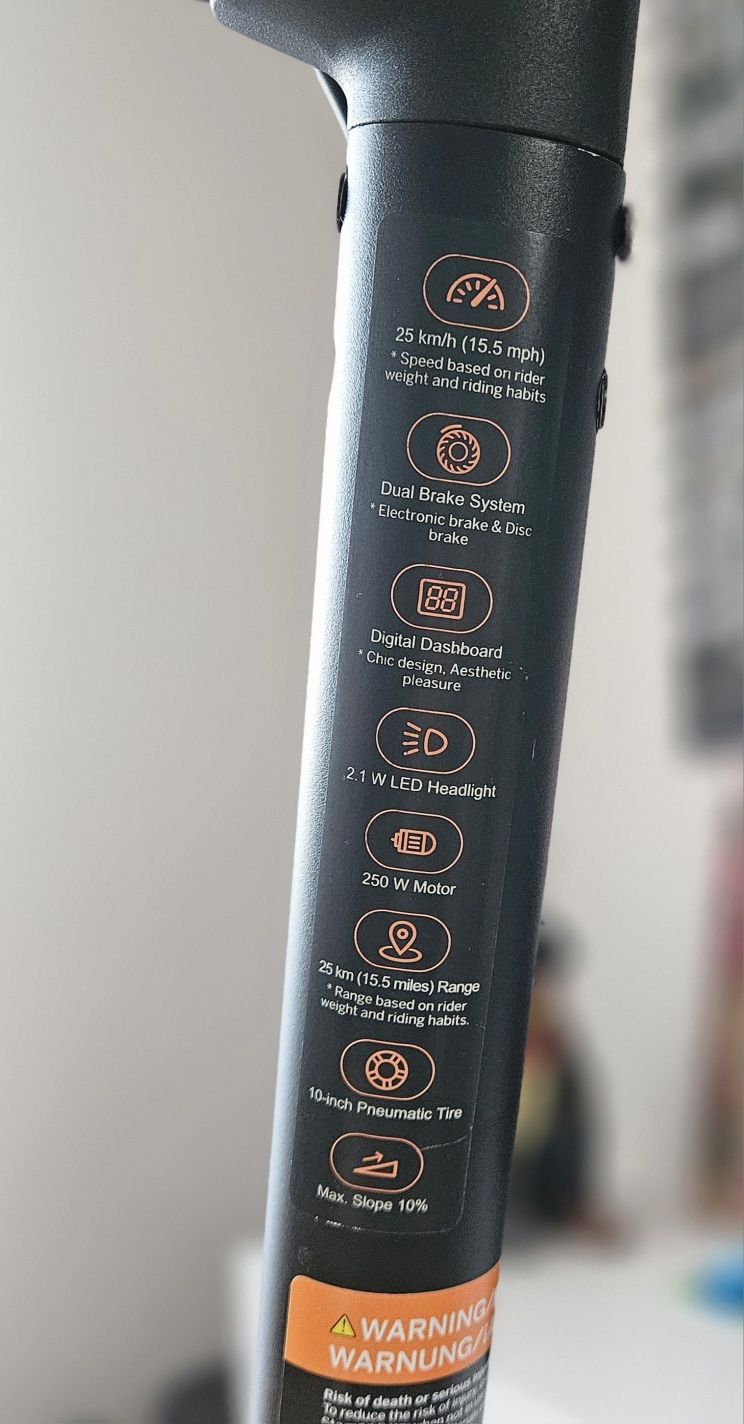 25 km/h (15.5 mph)
* Speed based on rider
weight and riding habits
Dual Brake System
* Electronic brake & Disc
brake
88
Digital Dashboard
* Chic design, Aesthetic
pleasure
2.1 W LED Headlight
250 W Motor
25 km (15.5 miles) Range
* Range based on rider
weight and riding habits.
10-inch Pneumatic Tire
Max. Slope 10%
WARNING/
WARNUNG/
Risk of death or serious
To reduce the risk of injury